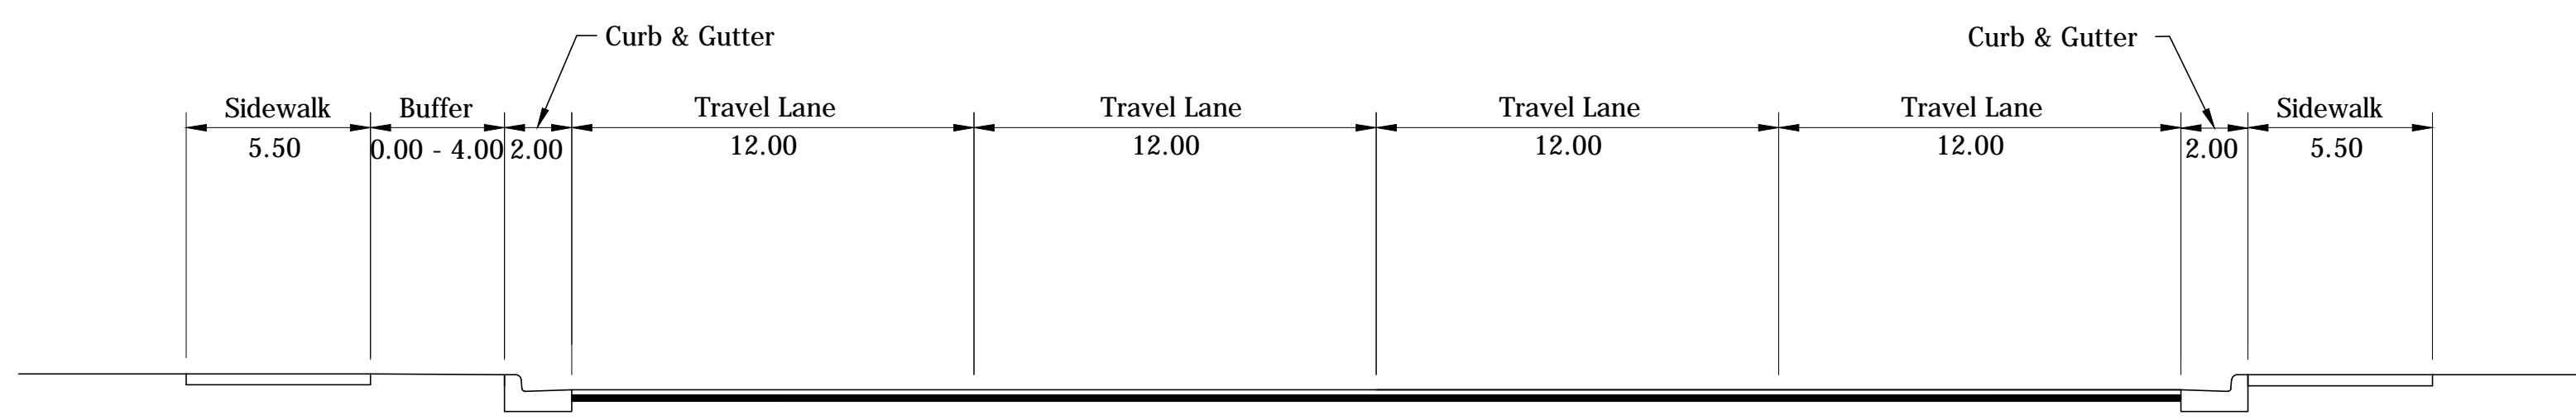 Curb & Gutter
Curb & Gutter
Sidewalk
Buffer
Travel Lane
Travel Lane
Travel Lane
Travel Lane
Sidewalk
5.50
0.00 - 4.00
2.00
12.00
12.00
12.00
12.00
2.00
5.50